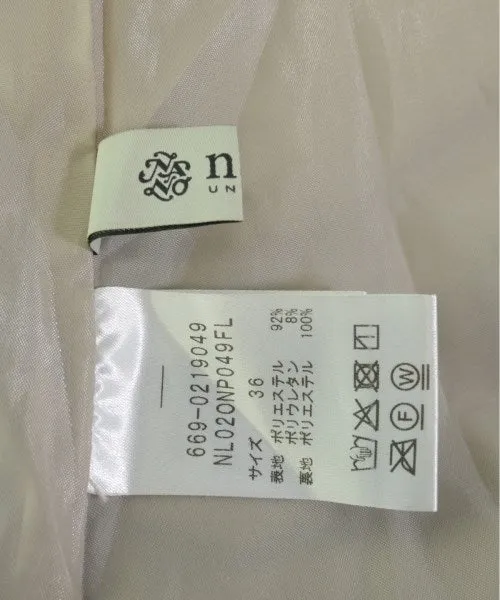 n
UN
669-0219049
NL020NP049FL
サイズ 36
表地 ポリエステル 92%
ポリウレタン 8%
裏地 ポリエステル 100%
F W